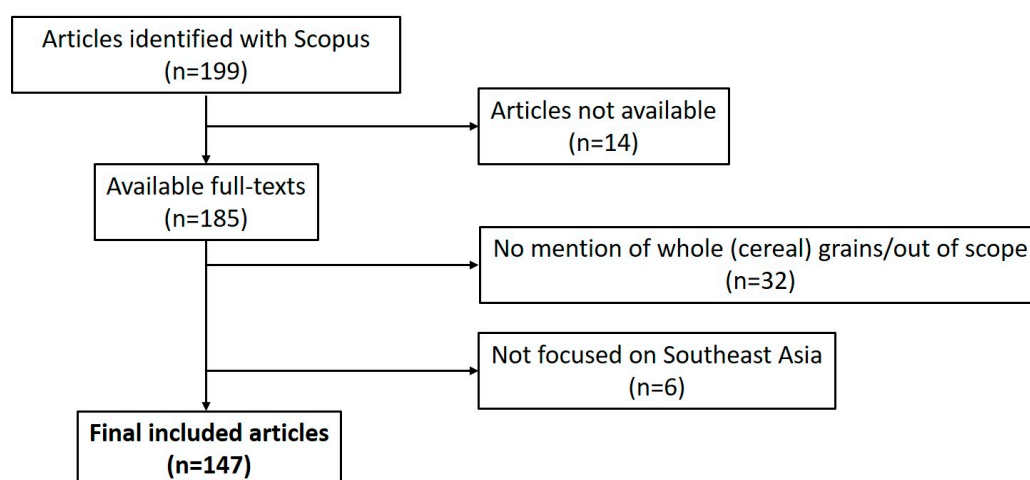 Articles identified with Scopus
(n=199)
Articles not available
(n=14)
Available full-texts
(n=185)
No mention of whole (cereal) grains/out of scope
(n=32)
Not focused on Southeast Asia
(n=6)
Final included articles
(n=147)